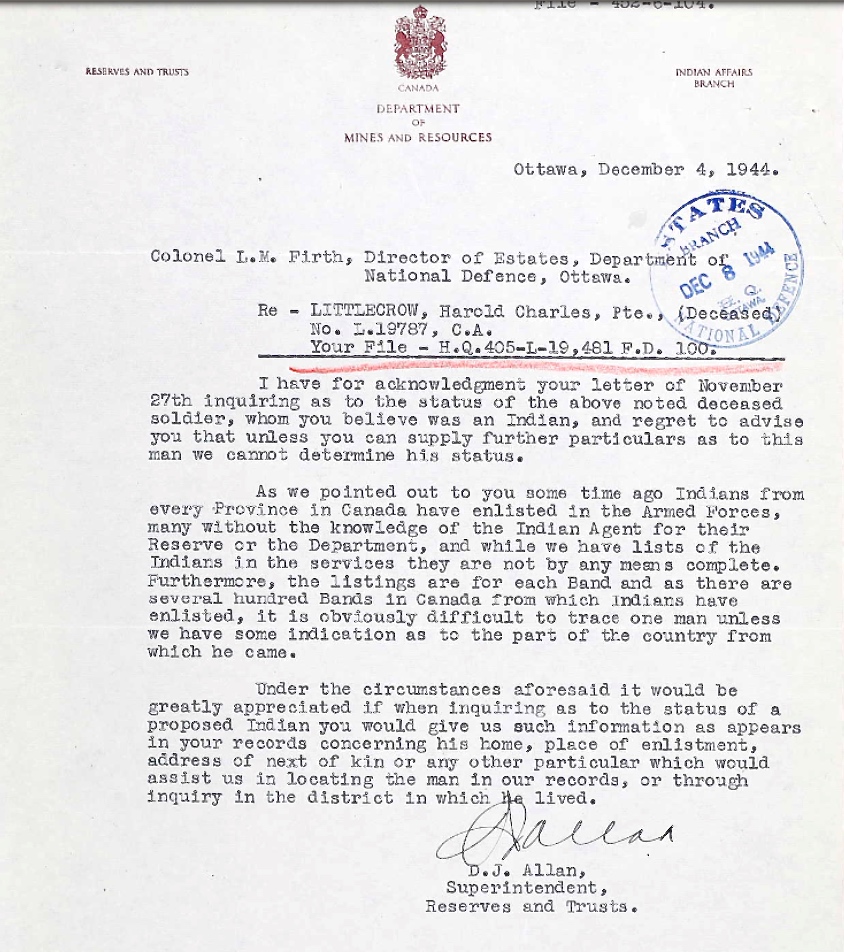 File - 452-6-164.
RESERVES AND TRUSTS
INDIAN AFFAIRS
BRANCH
CANADA
DEPARTMENT
OF
MINES AND RESOURCES
Ottawa, December 4, 1944.
ESTATES
BRANCH
DEC 8 1944
H. Q.
OTTAWA
NATIONAL DEFENCE
Colonel L.M. Firth, Director of Estates, Department of
National Defence, Ottawa.
Re - LITTLECROW, Harold Charles, Pte., (Deceased)
No. L.19787, C.A.
Your File - H.Q.405-L-19,481 F.D. 100.
I have for acknowledgment your letter of November
27th inquiring as to the status of the above noted deceased
soldier, whom you believe was an Indian, and regret to advise
you that unless you can supply further particulars as to this
man we cannot determine his status.
As we pointed out to you some time ago Indians from
every Province in Canada have enlisted in the Armed Forces,
many without the knowledge of the Indian Agent for their
Reserve or the Department, and while we have lists of the
Indians in the services they are not by any means complete.
Furthermore, the listings are for each Band and as there are
several hundred Bands in Canada from which Indians have
enlisted, it is obviously difficult to trace one man unless
we have some indication as to the part of the country from
which he came.
Under the circumstances aforesaid it would be
greatly appreciated if when inquiring as to the status of a
proposed Indian you would give us such information as appears
in your records concerning his home, place of enlistment,
address of next of kin or any other particular which would
assist us in locating the man in our records, or through
inquiry in the district in which he lived.
D.J. Allan,
Superintendent,
Reserves and Trusts.